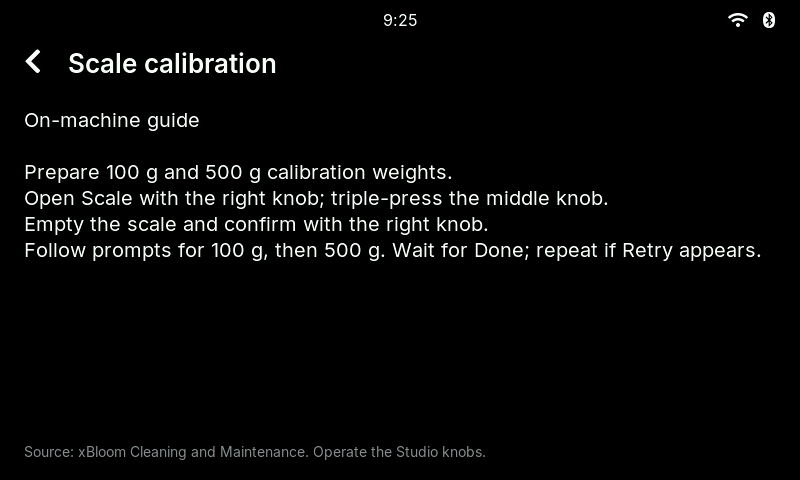 9:25
Scale calibration
On-machine guide
Prepare 100 g and 500 g calibration weights.
Open Scale with the right knob; triple-press the middle knob.
Empty the scale and confirm with the right knob.
Follow prompts for 100 g, then 500 g. Wait for Done; repeat if Retry appears.
Source: xBloom Cleaning and Maintenance. Operate the Studio knobs.